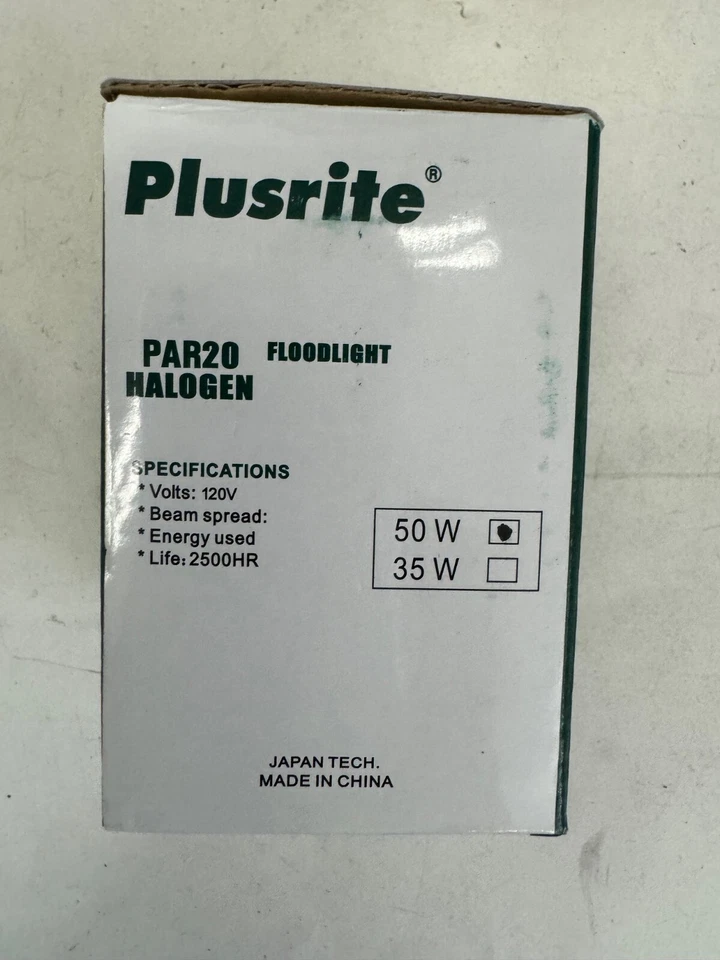 Plusrite®
PAR20 FLOODLIGHT
HALOGEN
SPECIFICATIONS
* Volts: 120V
* Beam spread:
* Energy used
* Life: 2500HR
50 W
35 W
JAPAN TECH.
MADE IN CHINA